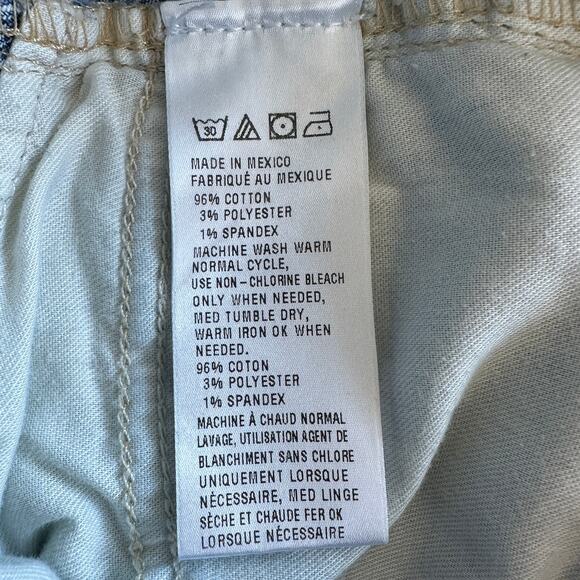 30
MADE IN MEXICO
FABRIQUÉ AU MEXIQUE
96% COTTON
3% POLYESTER
1% SPANDEX
MACHINE WASH WARM
NORMAL CYCLE,
USE NON-CHLORINE BLEACH
ONLY WHEN NEEDED,
MED TUMBLE DRY,
WARM IRON OK WHEN
NEEDED.
96% COTON
3% POLYESTER
1% SPANDEX
MACHINE À CHAUD NORMAL
LAVAGE, UTILISATION AGENT DE
BLANCHIMENT SANS CHLORE
UNIQUEMENT LORSQUE
NÉCESSAIRE, MED LINGE
SÈCHE ET CHAUDE FER OK
LORSQUE NÉCESSAIRE